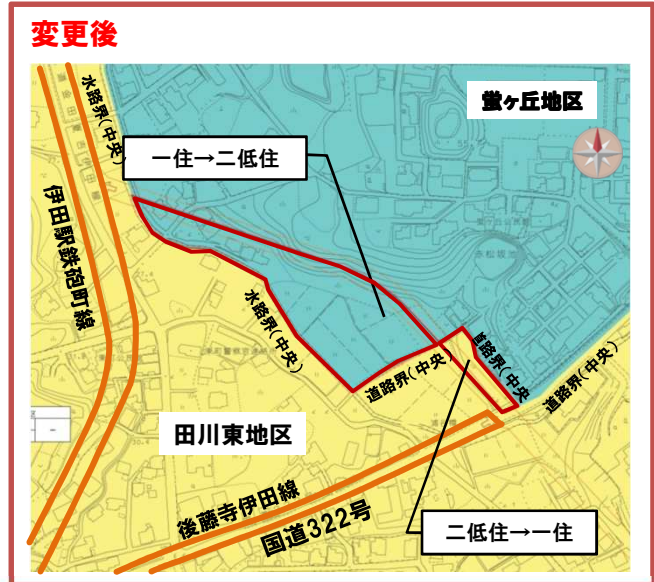 変更後
蛍ヶ丘地区
水路界(中央)
一住→二低住
伊田駅鉄砲町線
水路界(中央)
道路界(中央)
道路界(中央
道路界(中央)
田川東地区
後藤寺伊田線
国道322号
二低住→一住